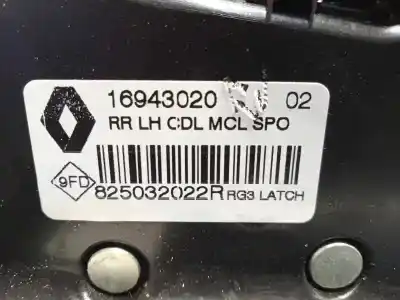 16943020 02
RR LH CDL MCL SPO
9FD
825032022R RG3 LATCH